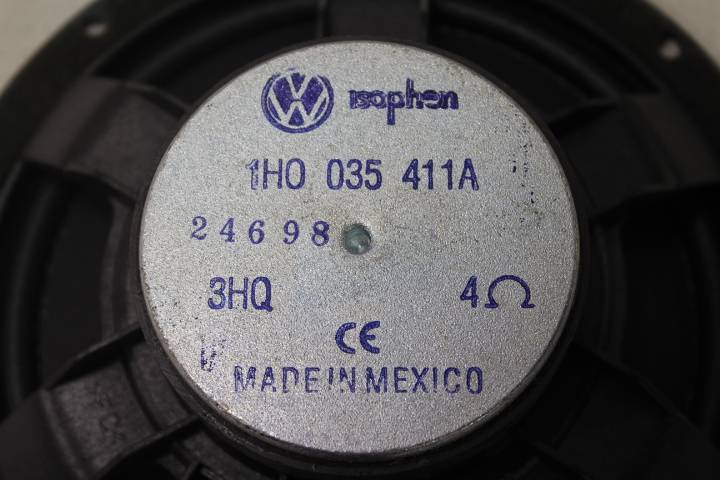 VW isophon
1H0 035 411A
24698
3HQ 4Ω
CE
MADE IN MEXICO